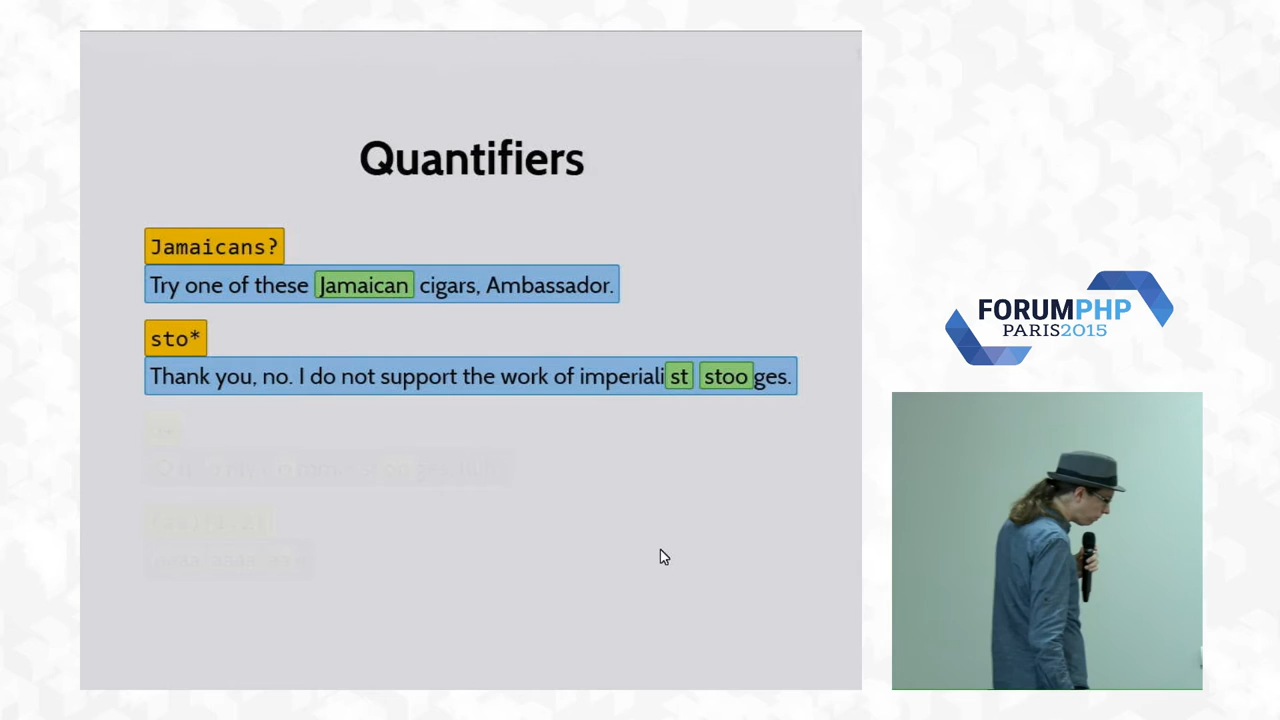 Quantifiers
Jamaicans?
Try one of these Jamaican cigars, Ambassador.
sto*
Thank you, no. I do not support the work of imperialist stooges.
FORUMPHP
PARIS2015